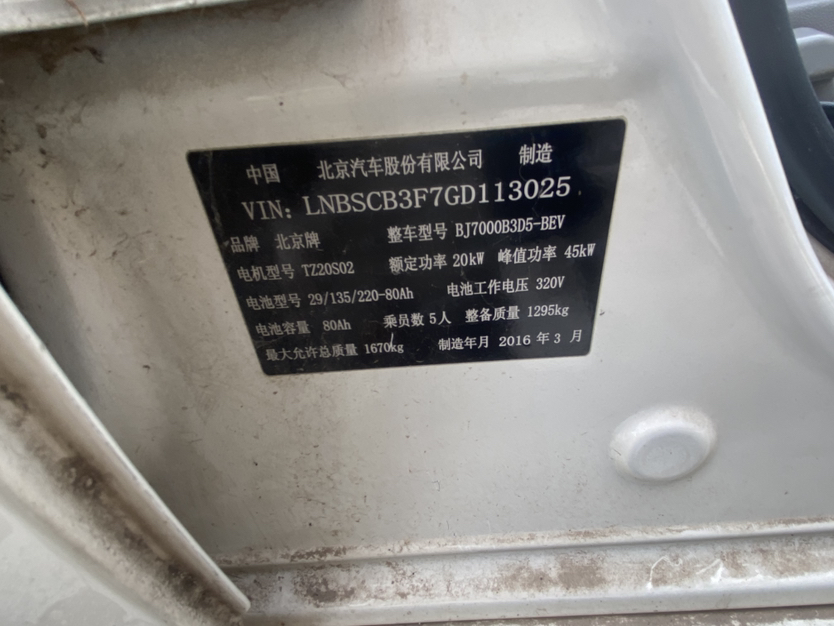 中国 北京汽车股份有限公司 制造
VIN: LNBSCB3F7GD113025
品牌 北京牌 整车型号 BJ7000B3D5-BEV
电机型号 TZ20S02 额定功率 20kW 峰值功率 45kW
电池型号 29/135/220-80Ah 电池工作电压 320V
电池容量 80Ah 乘员数 5人 整备质量 1295kg
最大允许总质量 1670kg 制造年月 2016 年 3 月